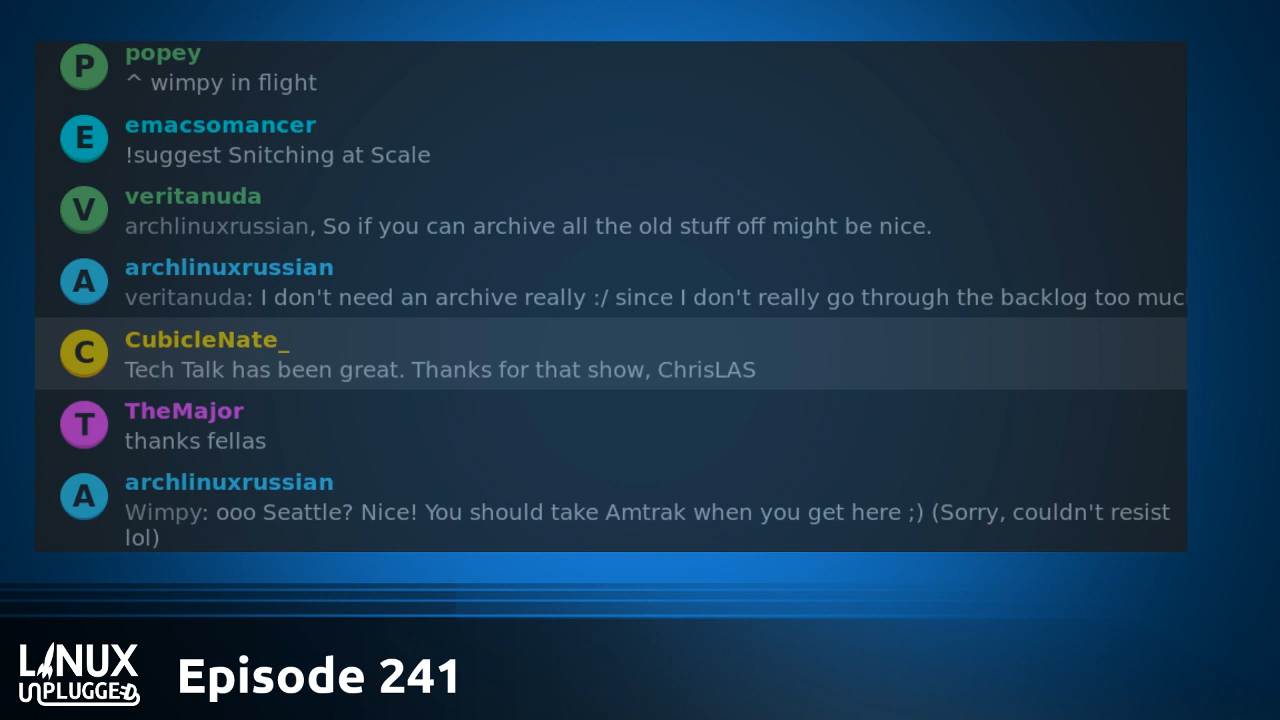 P
popey
^ wimpy in flight
E
emacsomancer
!suggest Snitching at Scale
V
veritanuda
archlinuxrussian, So if you can archive all the old stuff off might be nice.
A
archlinuxrussian
veritanuda: I don't need an archive really :/ since I don't really go through the backlog too muc
C
CubicleNate_
Tech Talk has been great. Thanks for that show, ChrisLAS
T
TheMajor
thanks fellas
A
archlinuxrussian
Wimpy: ooo Seattle? Nice! You should take Amtrak when you get here ;) (Sorry, couldn't resist
lol)
LINUX
UNPLUGGED
Episode 241